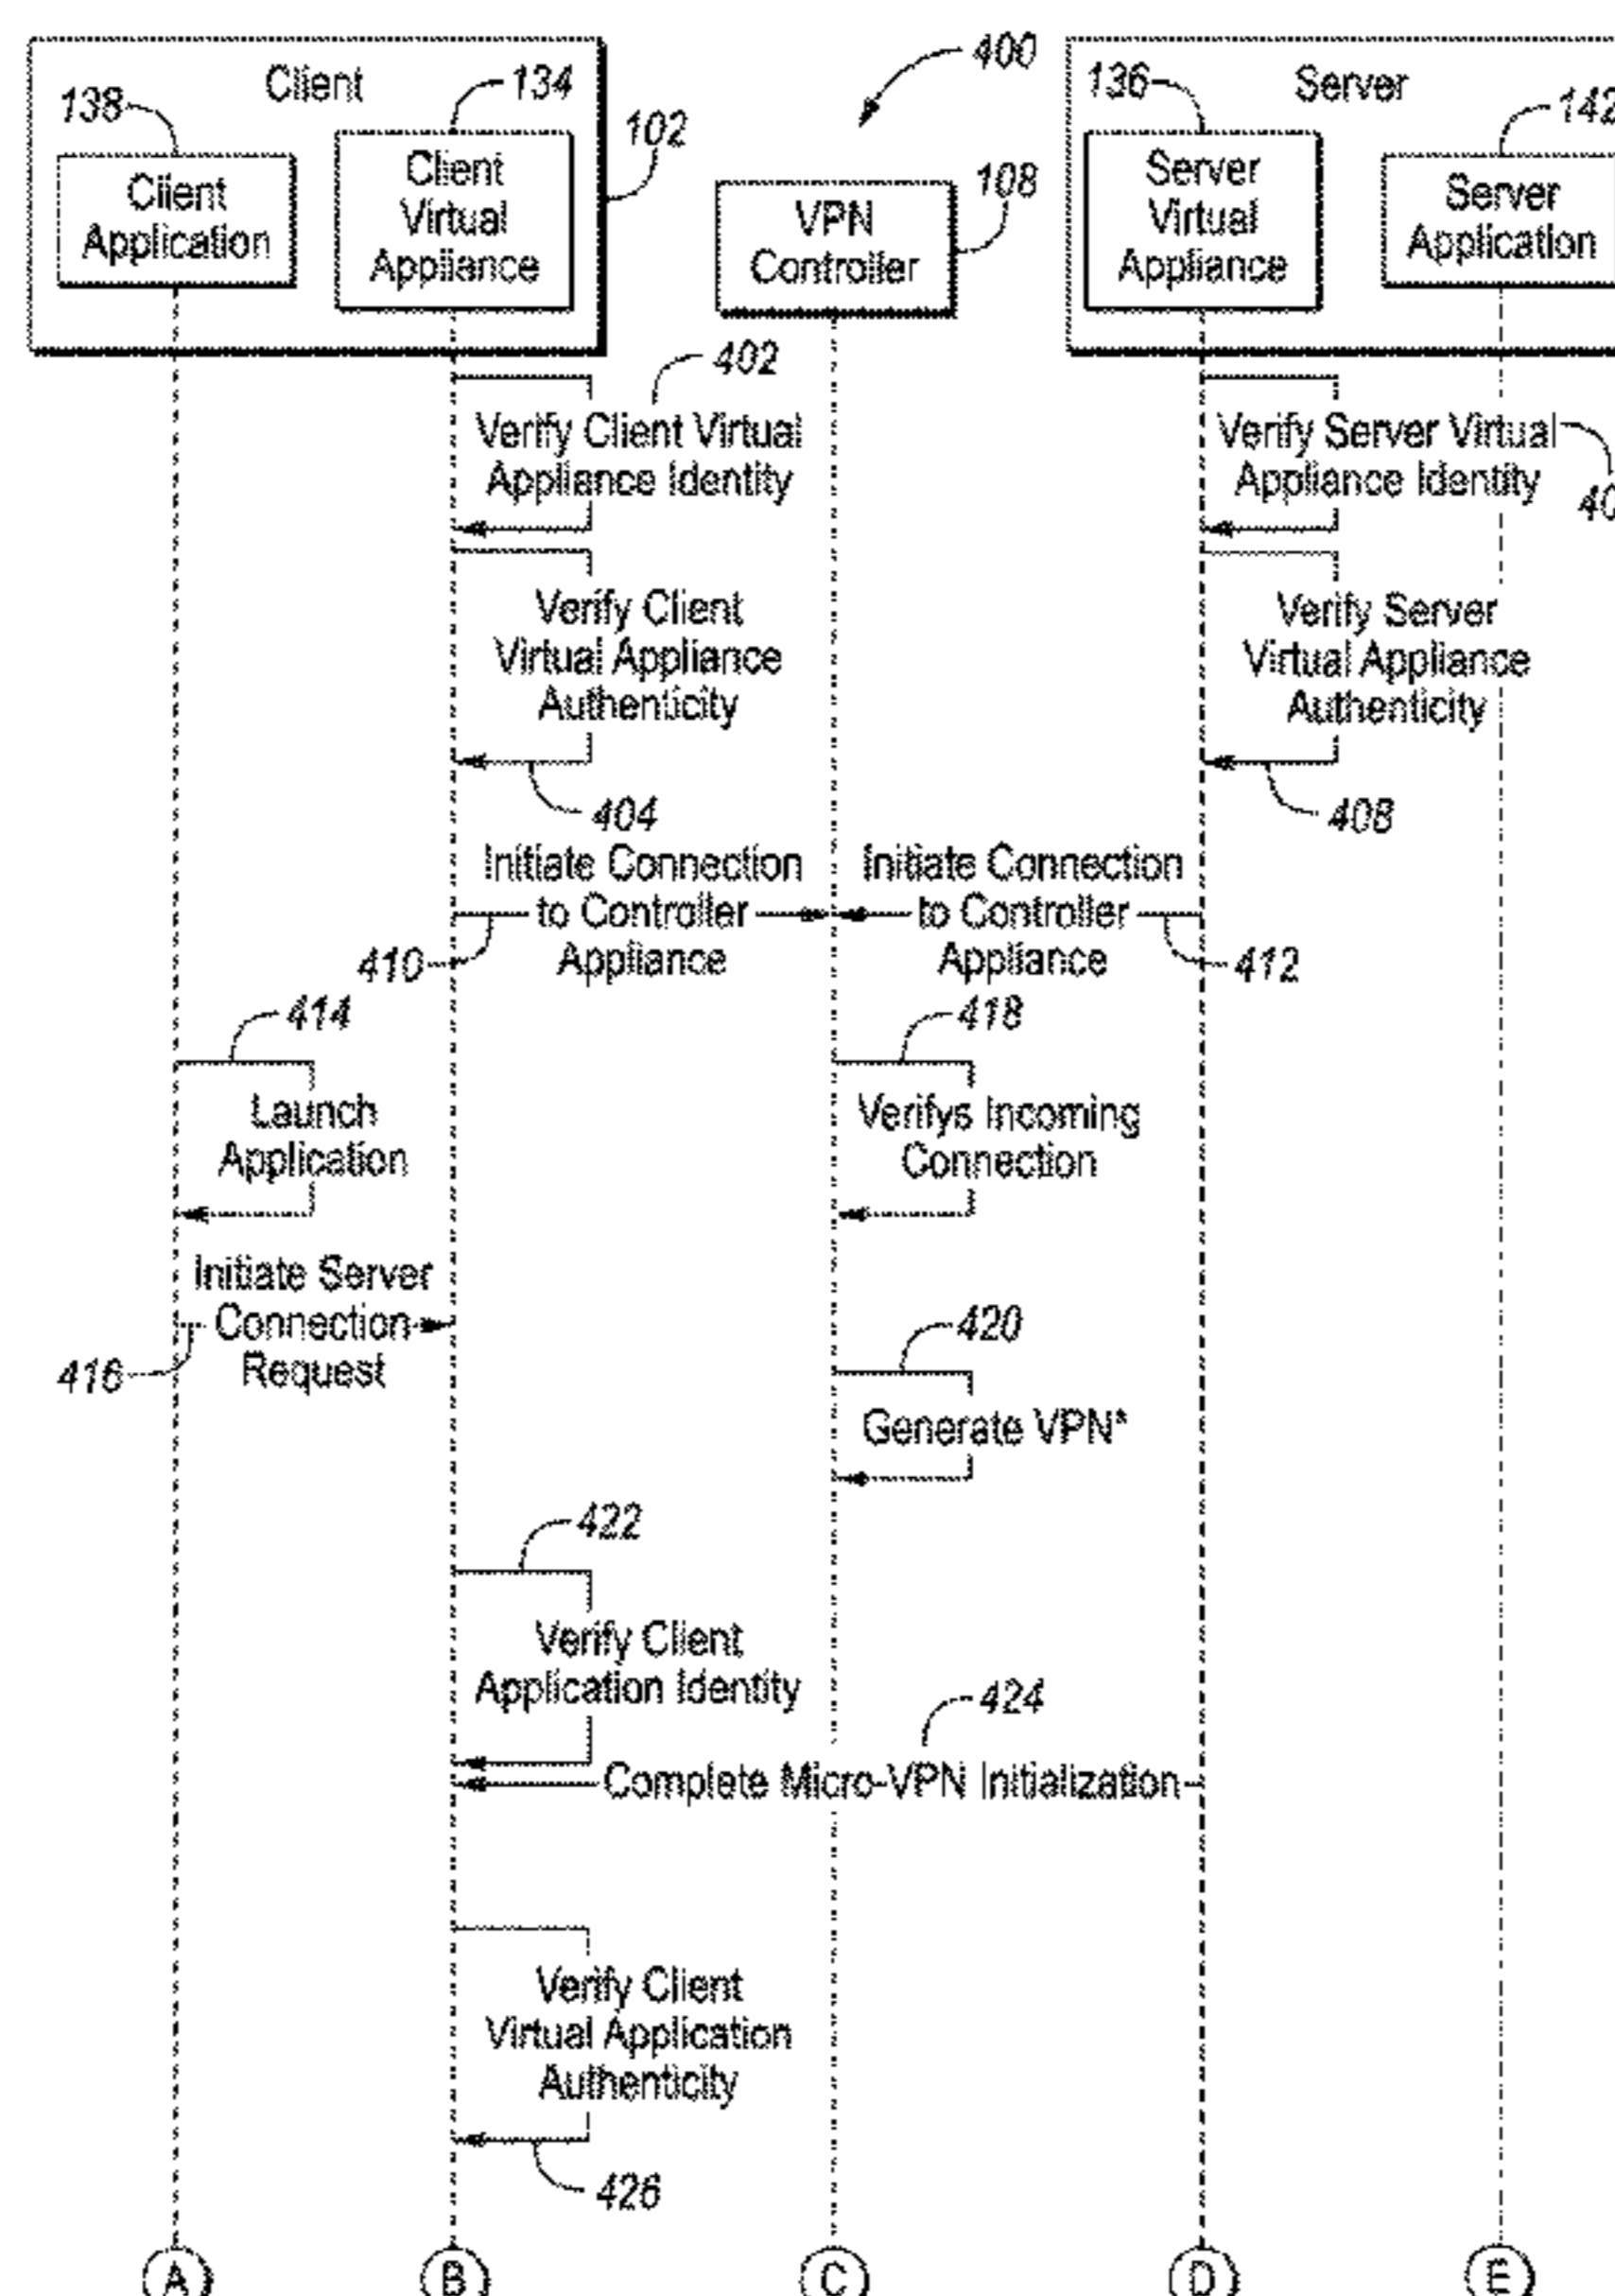 400
Client
138
134
102
Client
Application
Client
Virtual
Appliance
VPN
Controller
108
Server
136
142
Server
Virtual
Appliance
Server
Application
402
Verify Client Virtual
Appliance Identity
Verify Server Virtual
Appliance Identity
Verify Client
Virtual Appliance
Authenticity
404
Verify Server
Virtual Appliance
Authenticity
408
Initiate Connection
to Controller
Appliance
410
Initiate Connection
to Controller
Appliance
412
414
Launch
Application
418
Verifys Incoming
Connection
Initiate Server
Connection
Request
416
420
Generate VPN*
422
Verify Client
Application Identity
424
Complete Micro-VPN Initialization
Verify Client
Virtual Application
Authenticity
426
A
B
C
D
E